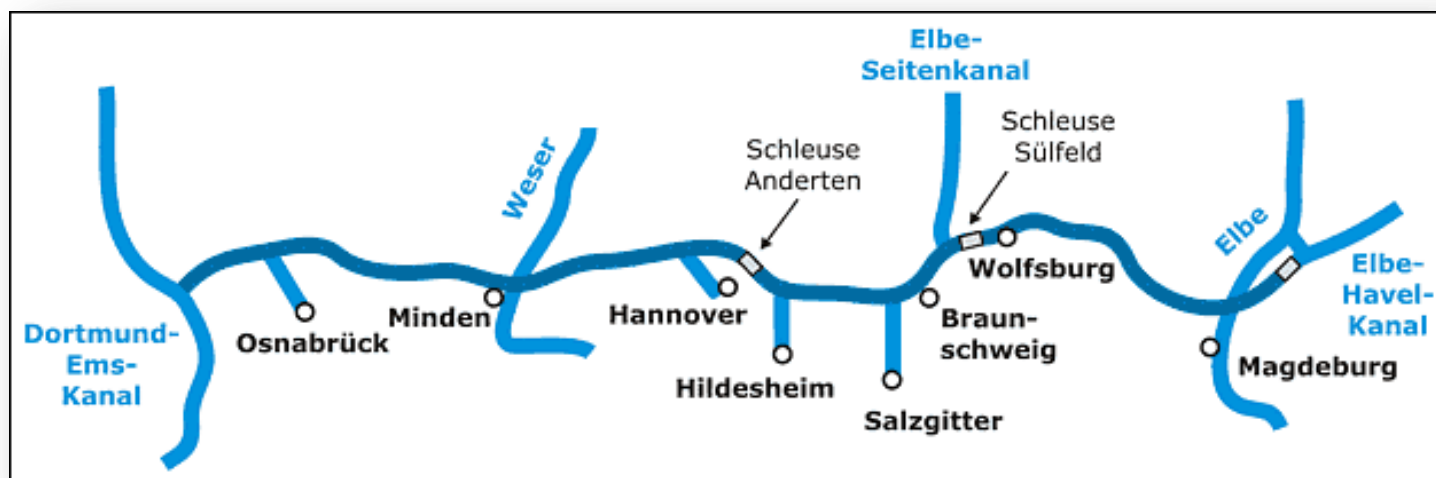 Elbe-
Seitenkanal
Schleuse
Sülfeld
Schleuse
Anderten
Weser
Elbe
Wolfsburg
Elbe-
Havel-
Kanal
Dortmund-
Ems-
Kanal
Osnabrück
Minden
Hannover
Braun-
schweig
Magdeburg
Hildesheim
Salzgitter